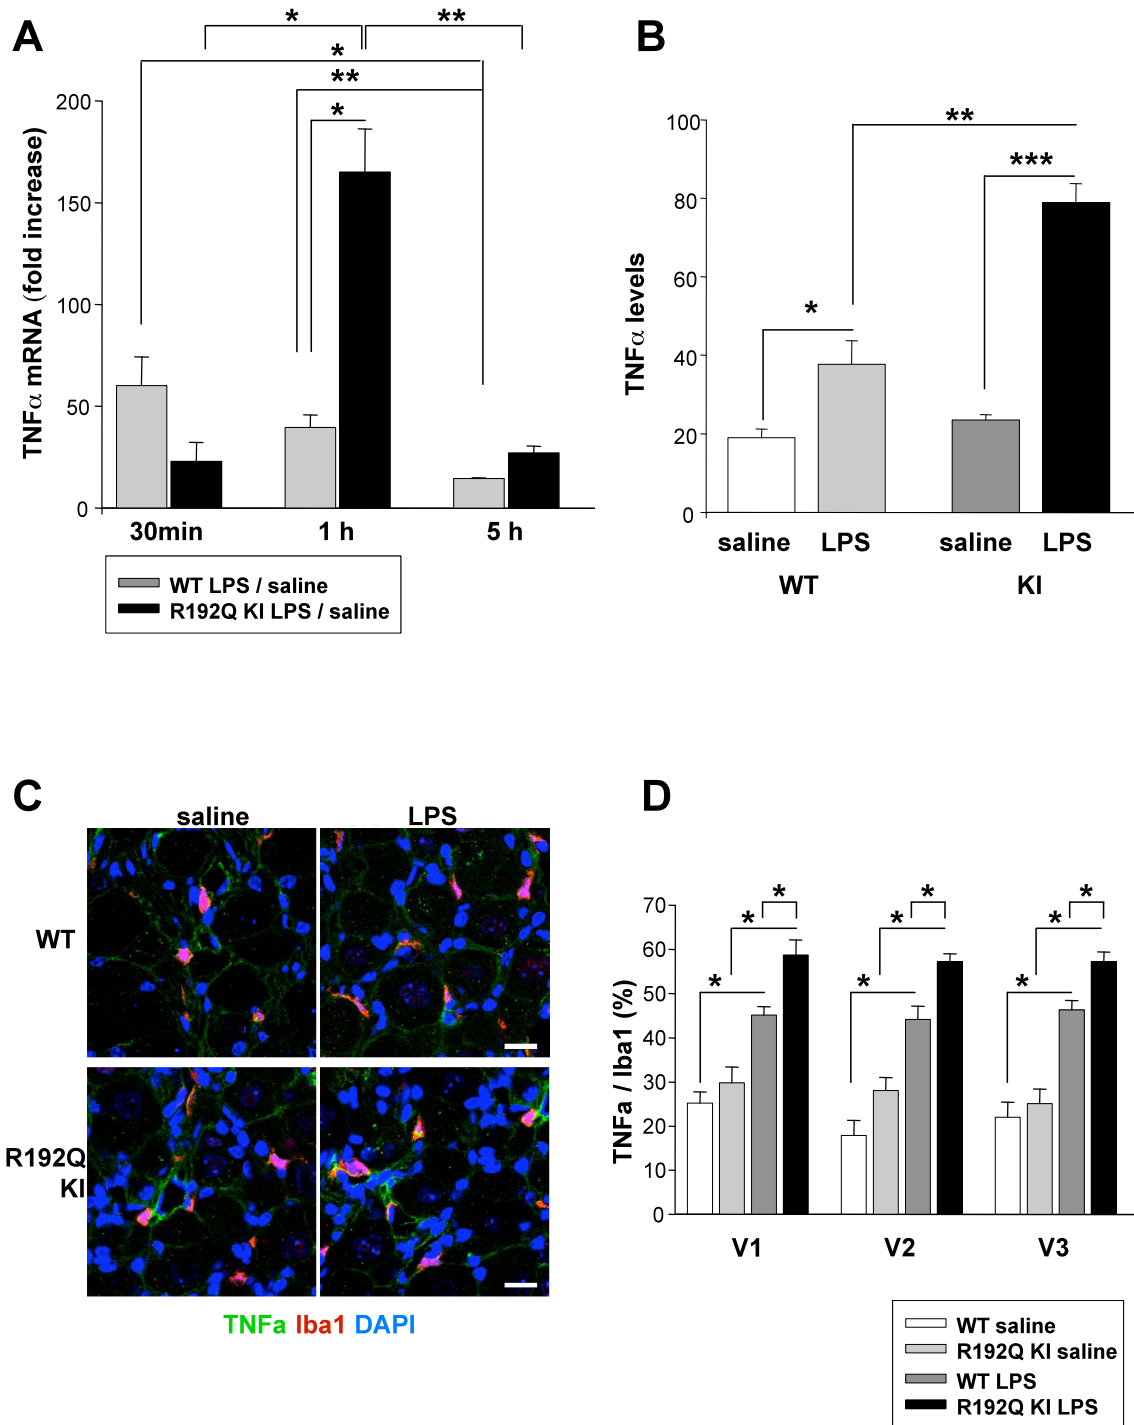 A
* **
*
**
*
TNFα mRNA (fold increase)
200
150
100
50
0
30min 1 h 5 h
WT LPS / saline
R192Q KI LPS / saline
B
**
***
*
TNFα levels
100
80
60
40
20
0
saline LPS saline LPS
WT KI
C
saline LPS
WT
R192Q
KI
TNFa Iba1 DAPI
D
* * *
* * *
* * *
TNFa / Iba1 (%)
70
60
50
40
30
20
10
0
V1 V2 V3
WT saline
R192Q KI saline
WT LPS
R192Q KI LPS